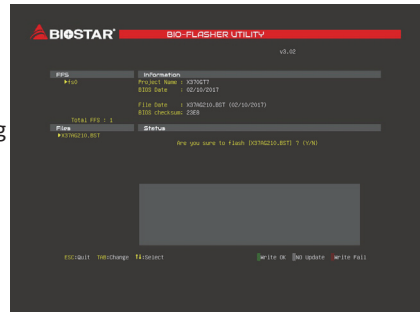 g
BIOSTAR
BIO-FLASHER UTILITY
v3.02
FFS
▶fs0
Total FFS : 1
Files
▶X37AG210.BST
Information
Project Name : X370GT7
BIOS Date : 02/10/2017
File Date : X37AG210.BST (02/10/2017)
BIOS checksum: 23E8
Status
Are you sure to flash (X37AG210.BST) ? (Y/N)
ESC:Quit TAB:Change ↑↓:Select
Write OK NO Update Write Fail